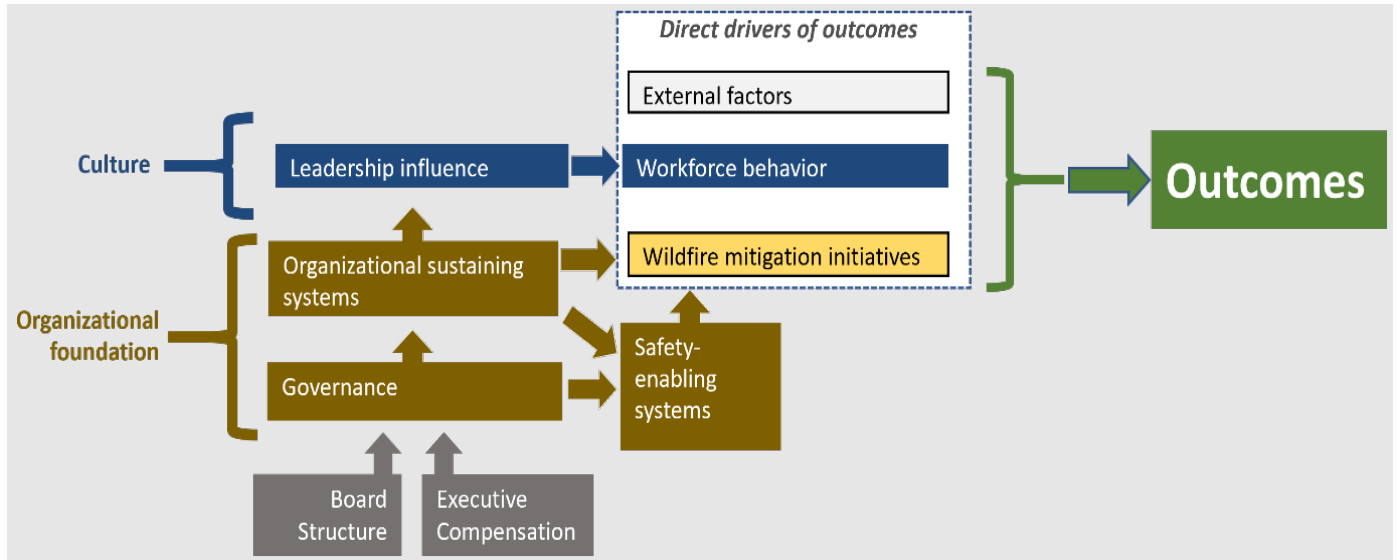 Direct drivers of outcomes
External factors
Culture
Leadership influence
Workforce behavior
Outcomes
Organizational sustaining
systems
Wildfire mitigation initiatives
Organizational
foundation
Governance
Safety-
enabling
systems
Board
Structure
Executive
Compensation